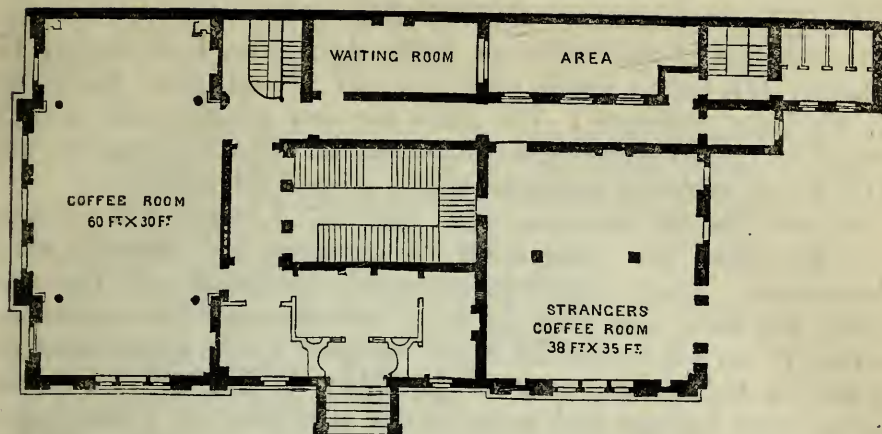 WAITING ROOM
AREA
COFFEE ROOM
60 FT X 30 FT
STRANGERS
COFFEE ROOM
38 FT X 35 FT